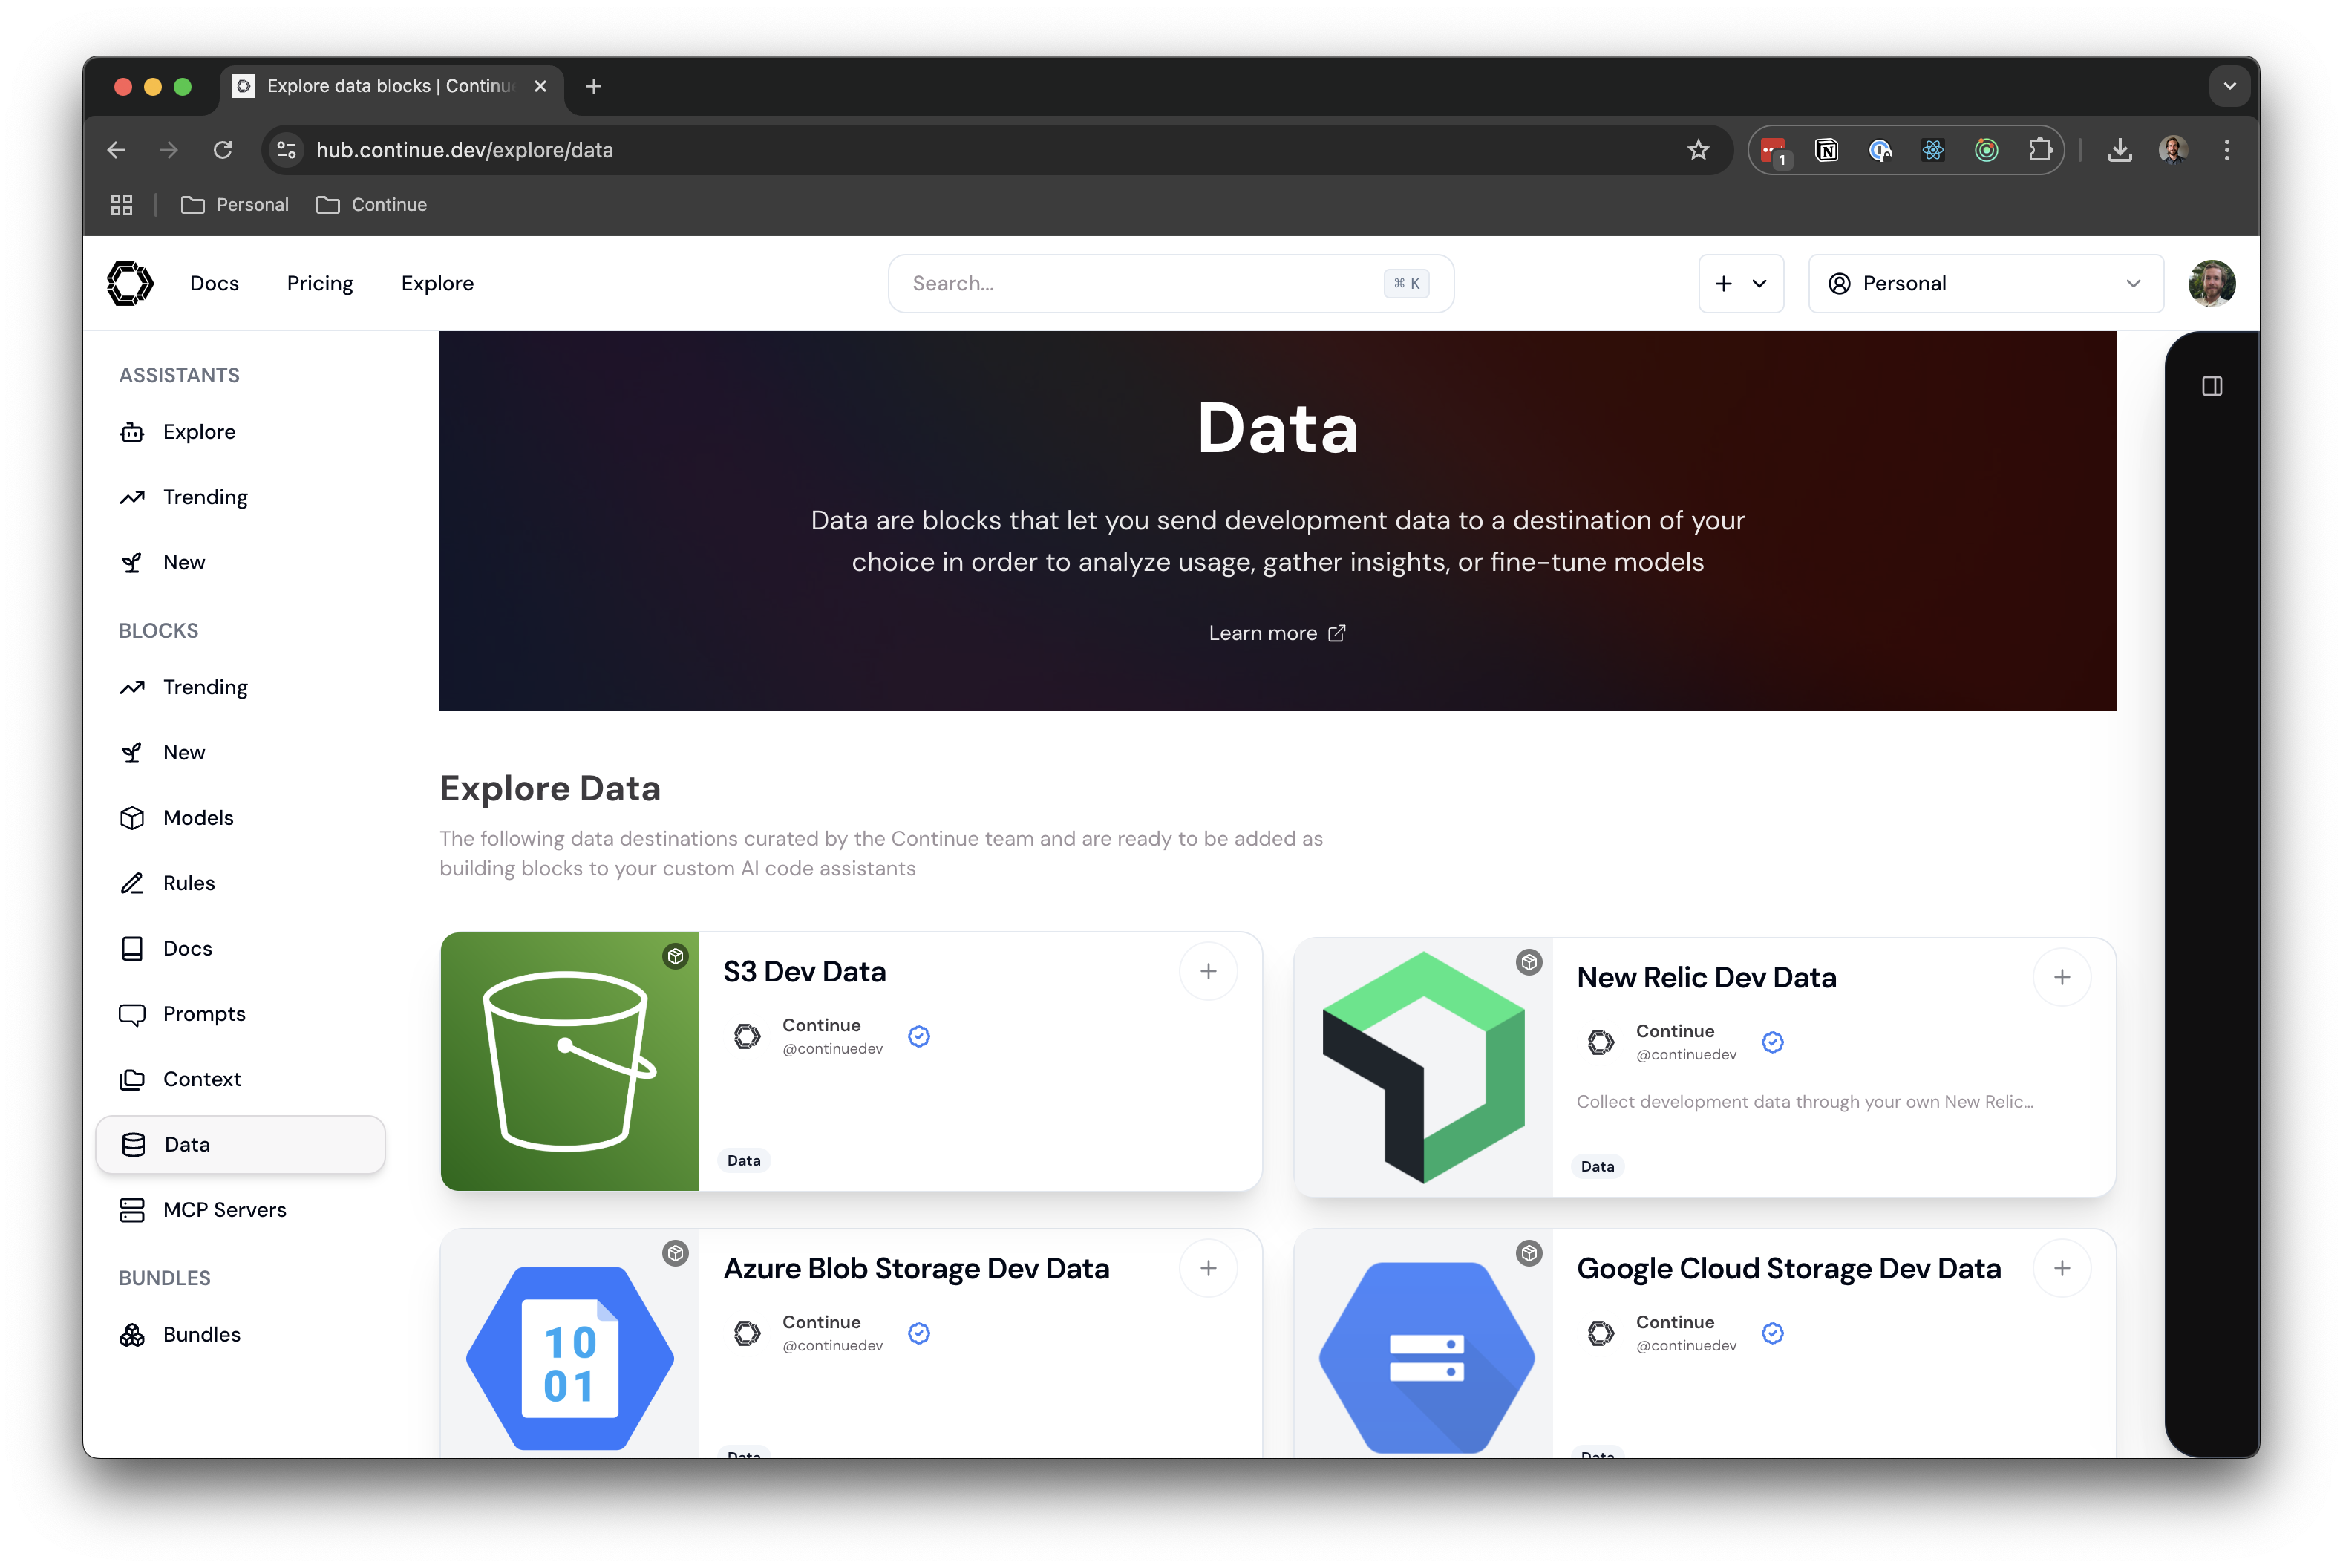 Explore data blocks | Continu
hub.continue.dev/explore/data
1
Personal
Continue
Docs
Pricing
Explore
Search...
⌘ K
Personal
ASSISTANTS
Explore
Trending
New
BLOCKS
Trending
New
Models
Rules
Docs
Prompts
Context
Data
MCP Servers
BUNDLES
Bundles
Data
Data are blocks that let you send development data to a destination of your
choice in order to analyze usage, gather insights, or fine-tune models
Learn more
Explore Data
The following data destinations curated by the Continue team and are ready to be added as
building blocks to your custom AI code assistants
S3 Dev Data
Continue
@continuedev
Data
New Relic Dev Data
Continue
@continuedev
Collect development data through your own New Relic...
Data
10
01
Azure Blob Storage Dev Data
Continue
@continuedev
Data
Google Cloud Storage Dev Data
Continue
@continuedev
Data